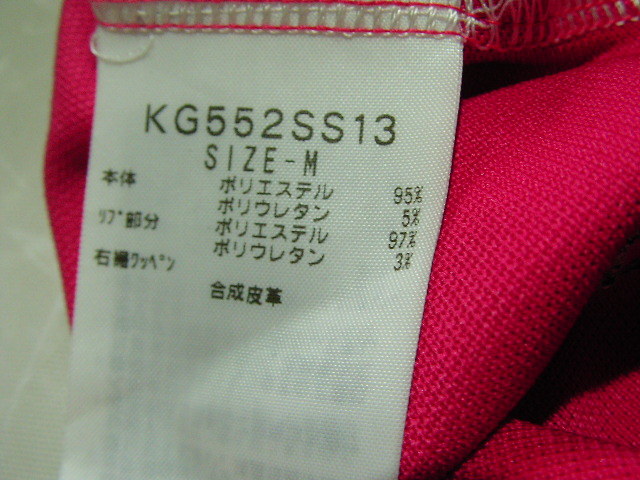 KG552SS13
SIZE-M
本体 ポリエステル 95%
ポリウレタン 5%
リブ部分 ポリエステル 97%
ポリウレタン 3%
右裾ワッペン
合成皮革